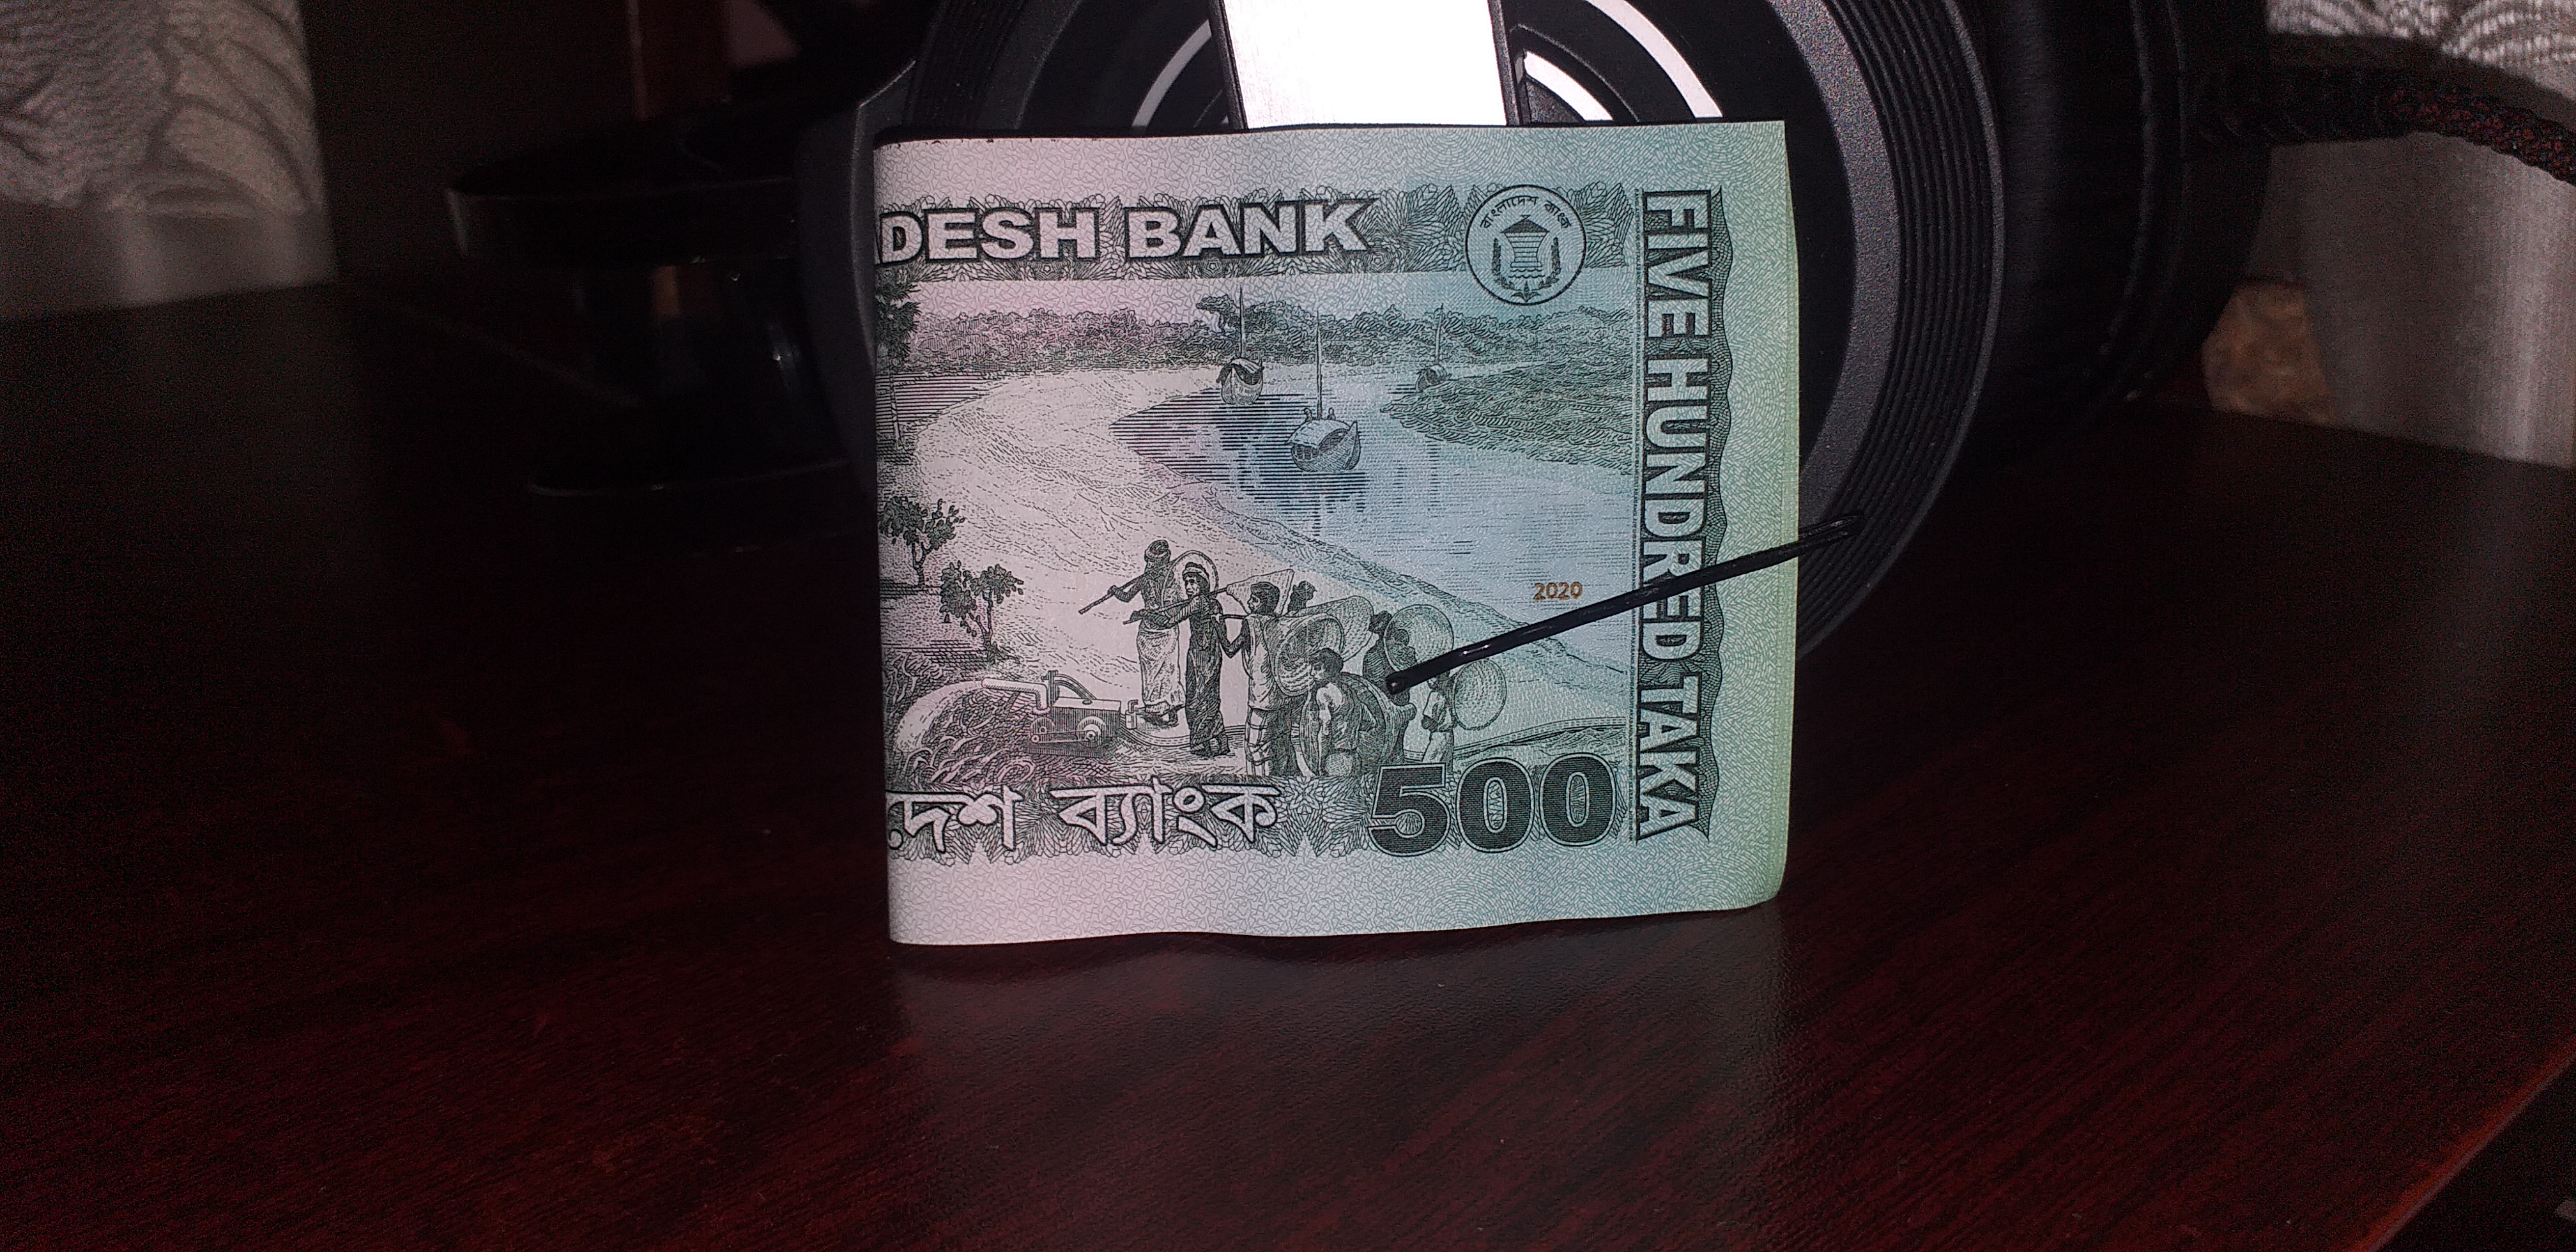 DESH BANK
বাংলাদেশ ব্যাংক
FIVE HUNDRED TAKA
2020
দেশ ব্যাংক
500